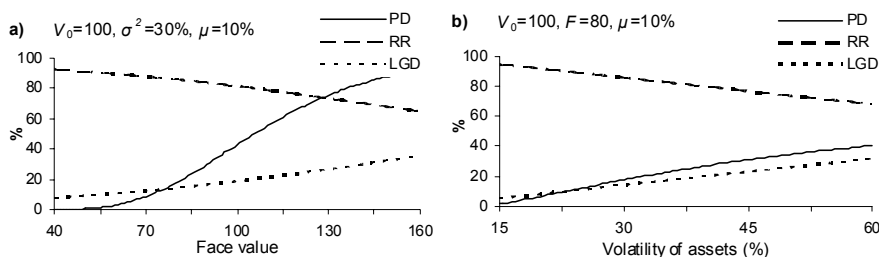 a) V₀=100, σ²=30%, μ=10%
PD
RR
LGD
100
80
60
40
20
0
%
40 70 100 130 160
Face value
b) V₀=100, F=80, μ=10%
PD
RR
LGD
100
80
60
40
20
0
%
15 30 45 60
Volatility of assets (%)